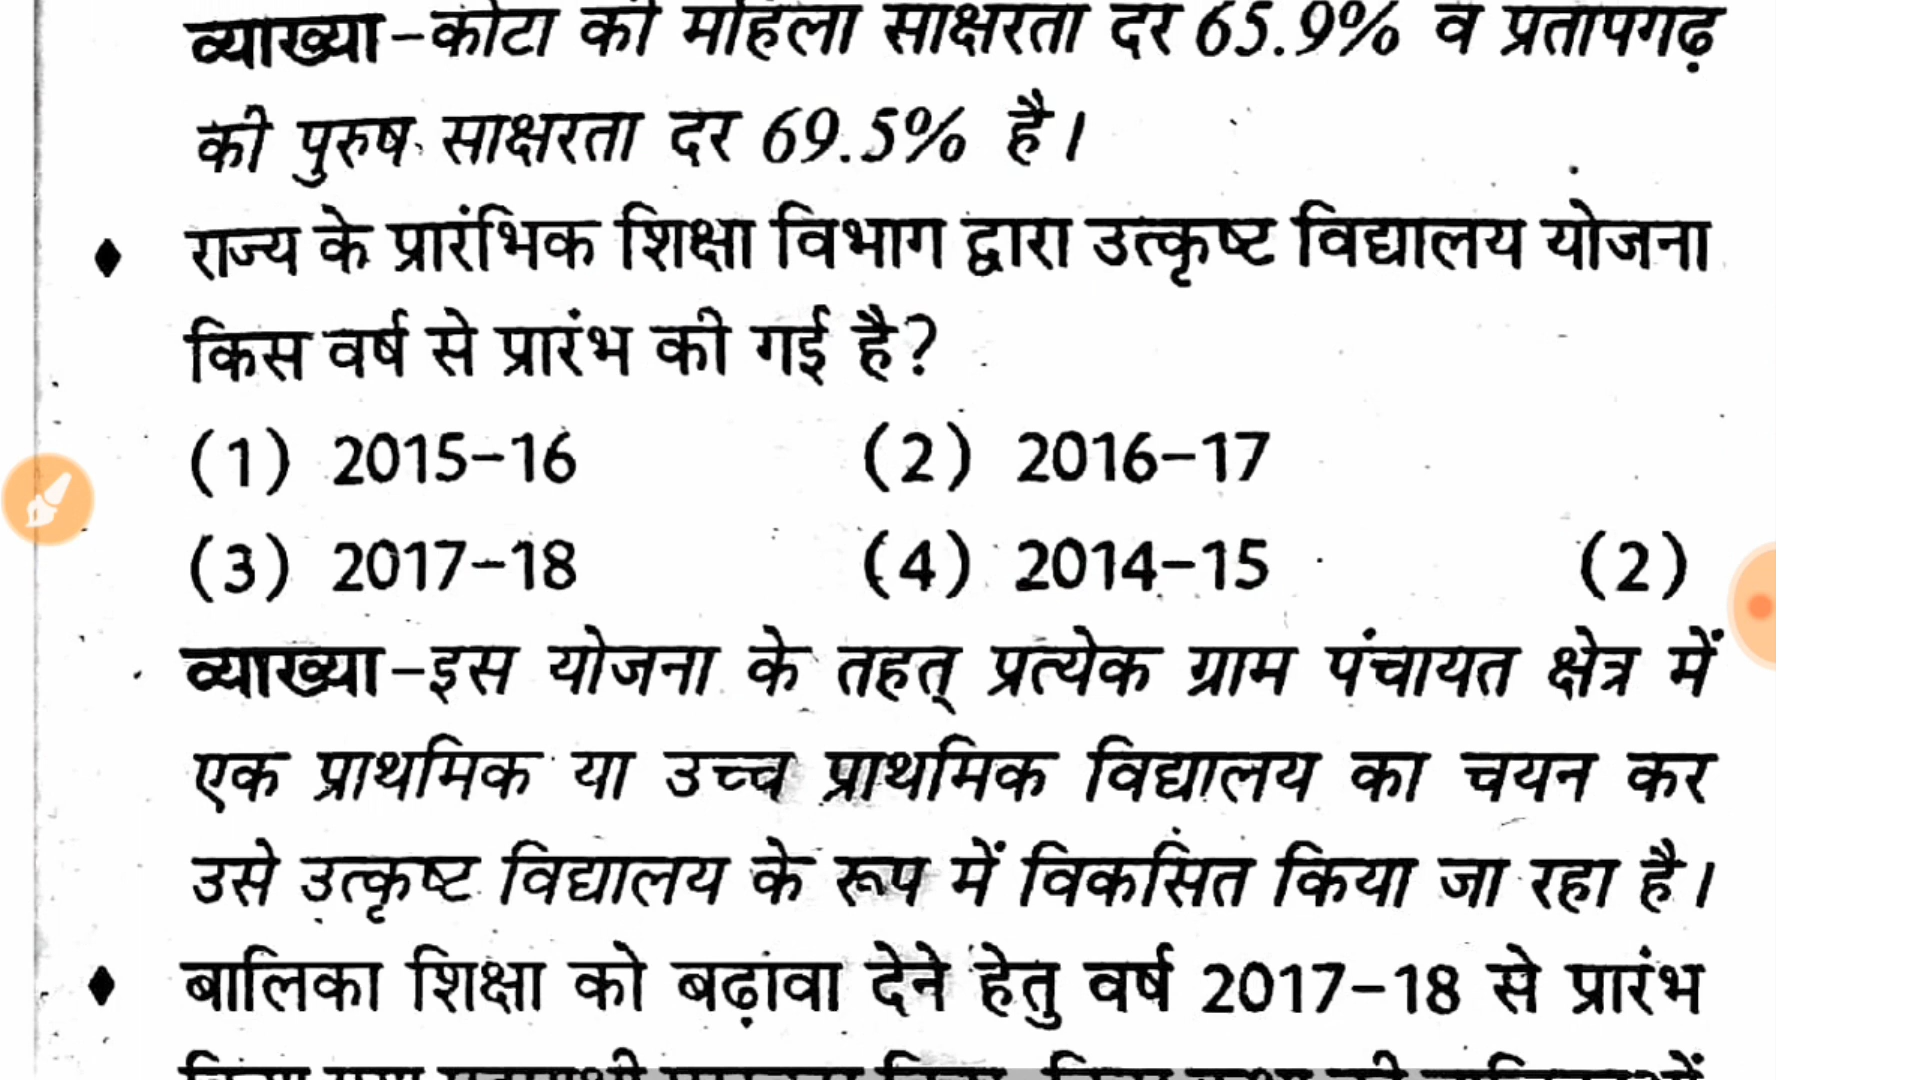 व्याख्या–कोटा की महिला साक्षरता दर 65.9% व प्रतापगढ़
की पुरुष साक्षरता दर 69.5% है।
♦ राज्य के प्रारंभिक शिक्षा विभाग द्वारा उत्कृष्ट विद्यालय योजना
किस वर्ष से प्रारंभ की गई है?
(1) 2015–16 (2) 2016–17
(3) 2017–18 (4) 2014–15 (2)
व्याख्या–इस योजना के तहत् प्रत्येक ग्राम पंचायत क्षेत्र में
एक प्राथमिक या उच्च प्राथमिक विद्यालय का चयन कर
उसे उत्कृष्ट विद्यालय के रूप में विकसित किया जा रहा है।
♦ बालिका शिक्षा को बढ़ावा देने हेतु वर्ष 2017–18 से प्रारंभ